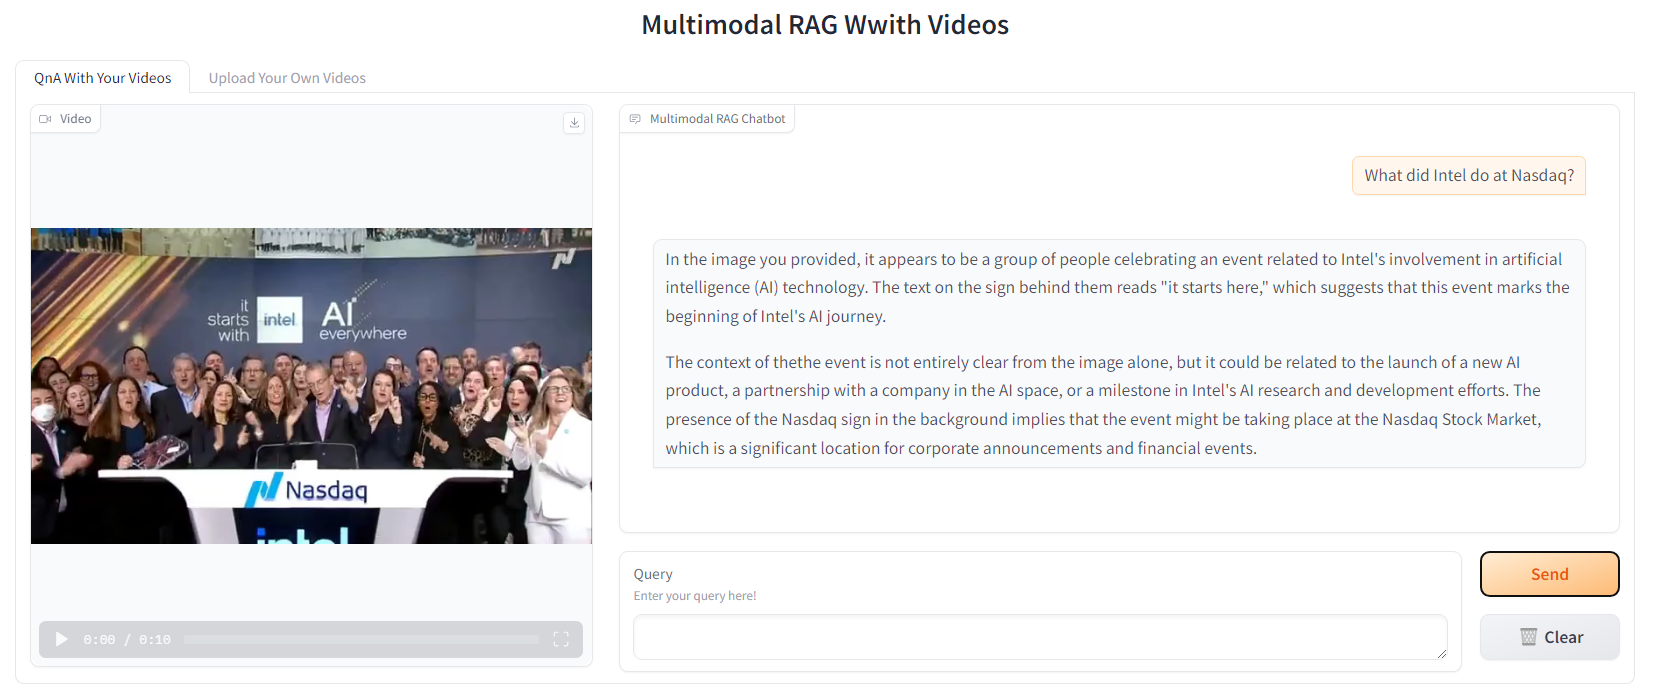 Multimodal RAG Wwith Videos
QnA With Your Videos
Upload Your Own Videos
Video
it
starts
with
intel
AI
everywhere
Nasdaq
intel
0:00 / 0:10
Multimodal RAG Chatbot
What did Intel do at Nasdaq?
In the image you provided, it appears to be a group of people celebrating an event related to Intel's involvement in artificial
intelligence (AI) technology. The text on the sign behind them reads "it starts here," which suggests that this event marks the
beginning of Intel's AI journey.
The context of thethe event is not entirely clear from the image alone, but it could be related to the launch of a new AI
product, a partnership with a company in the AI space, or a milestone in Intel's AI research and development efforts. The
presence of the Nasdaq sign in the background implies that the event might be taking place at the Nasdaq Stock Market,
which is a significant location for corporate announcements and financial events.
Query
Enter your query here!
Send
Clear